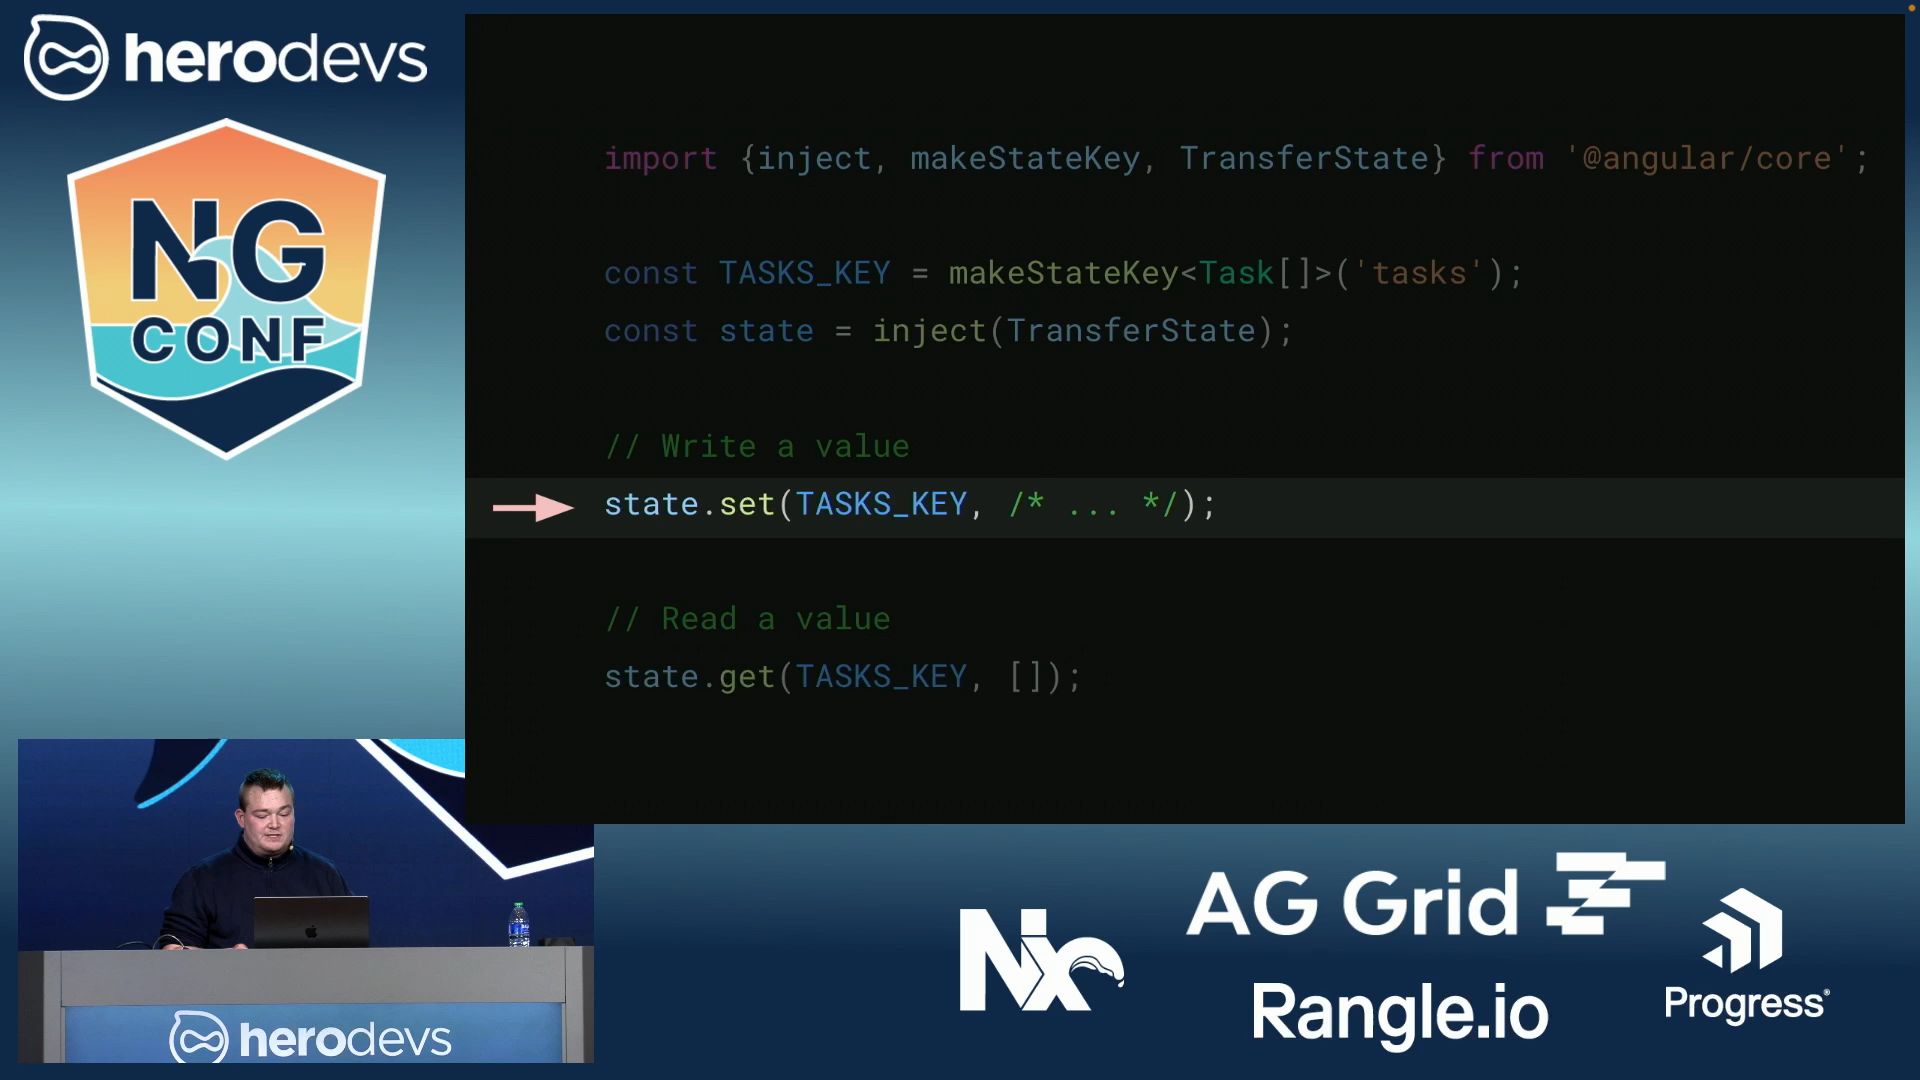 herodevs
NG
CONF
import {inject, makeStateKey, TransferState} from '@angular/core';
const TASKS_KEY = makeStateKey<Task[]>('tasks');
const state = inject(TransferState);
// Write a value
state.set(TASKS_KEY, /* ... */);
// Read a value
state.get(TASKS_KEY, []);
herodevs
Nx
AG Grid
Rangle.io
Progress®